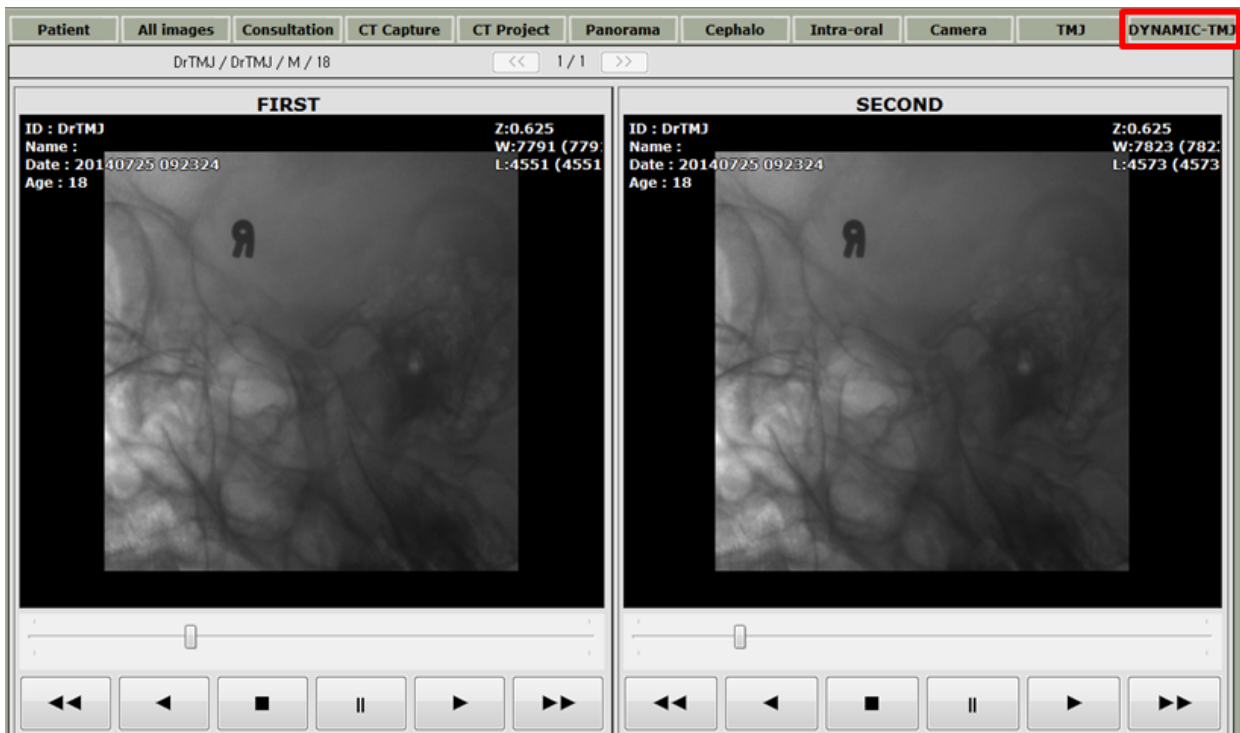 Patient All images Consultation CT Capture CT Project Panorama Cephalo Intra-oral Camera TMJ DYNAMIC-TMJ
DrTMJ / DrTMJ / M / 18 << 1 / 1 >>
FIRST
ID : DrTMJ Z:0.625
Name : W:7791 (779
Date : 20140725 092324 L:4551 (4551
Age : 18
R
SECOND
ID : DrTMJ Z:0.625
Name : W:7823 (782
Date : 20140725 092324 L:4573 (4573
Age : 18
R